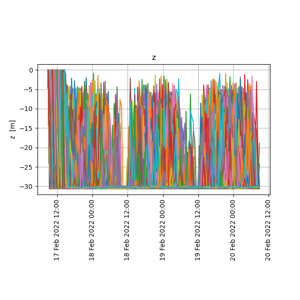 z
0
−5
−10
−15
−20
−25
−30
z [m]
17 Feb 2022 12:00
18 Feb 2022 00:00
18 Feb 2022 12:00
19 Feb 2022 00:00
19 Feb 2022 12:00
20 Feb 2022 00:00
20 Feb 2022 12:00